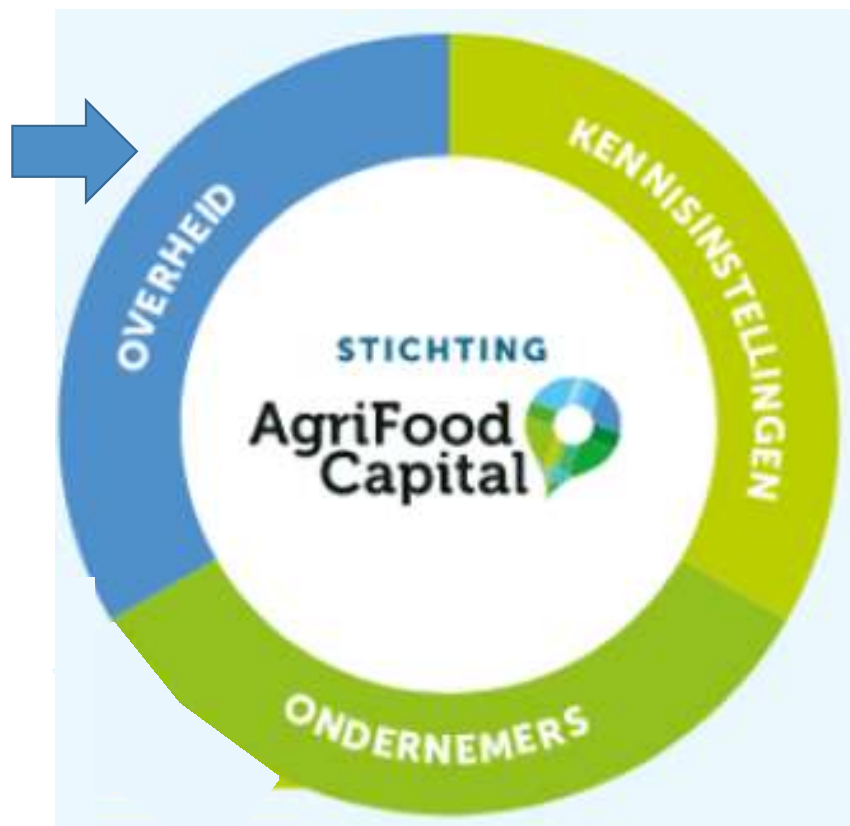 OVERHEID
KENNISINSTELLINGEN
STICHTING
AgriFood
Capital
ONDERNEMERS